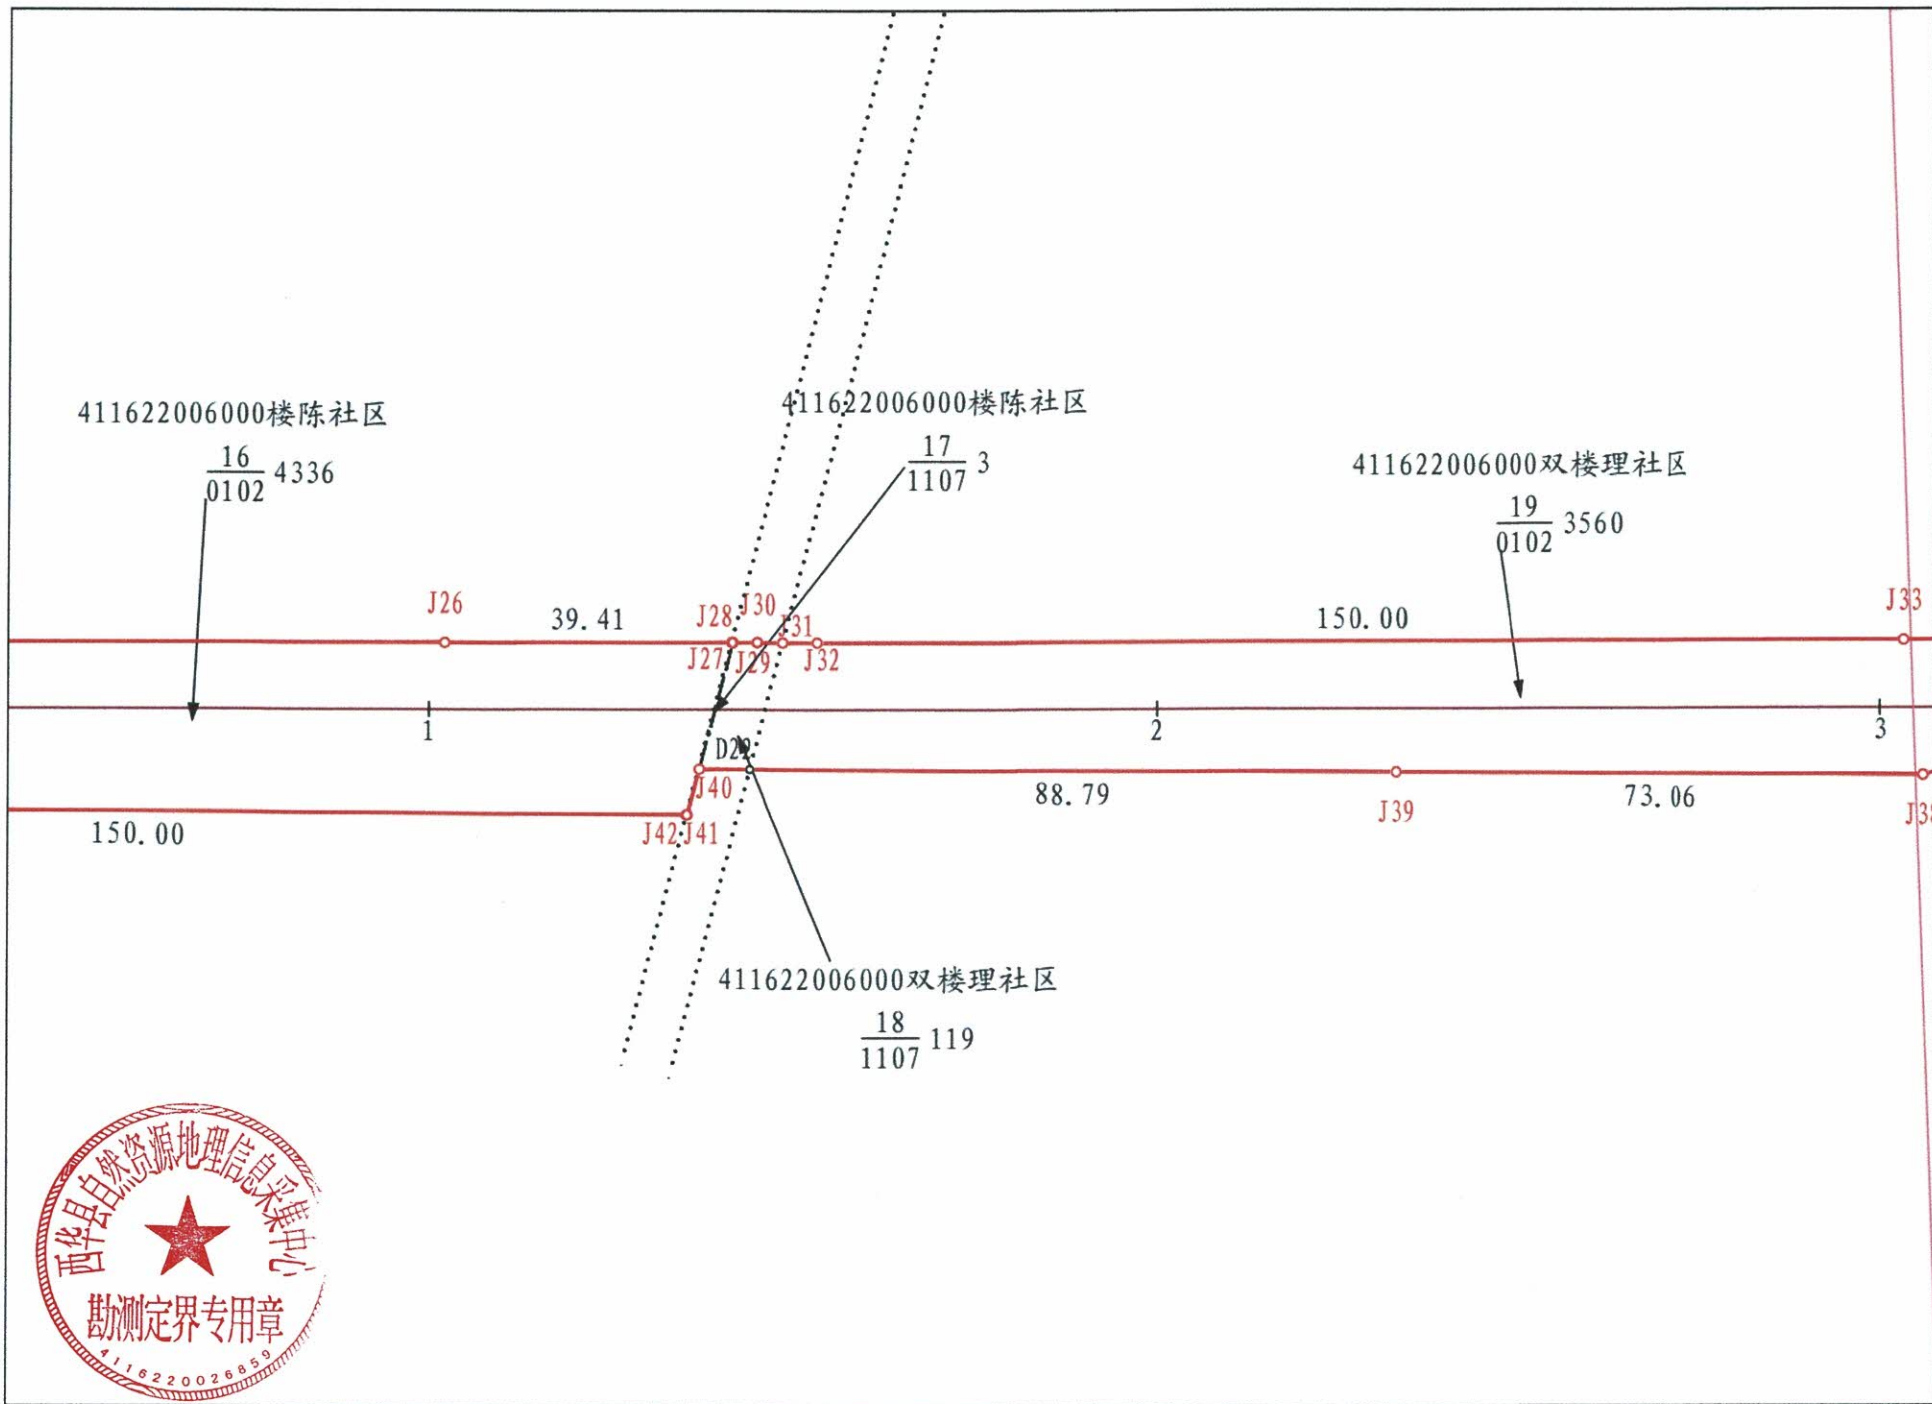 411622006000楼陈社区
16
0102 4336
411622006000楼陈社区
17
1107 3
411622006000双楼理社区
19
0102 3560
J26
39.41
J28
J30
J31
150.00
J33
J27
J29
J32
1
2
3
D22
J40
88.79
J39
73.06
J38
150.00
J42
J41
411622006000双楼理社区
18
1107 119
西华县自然资源地理信息采集中心
勘测定界专用章
4116220026859